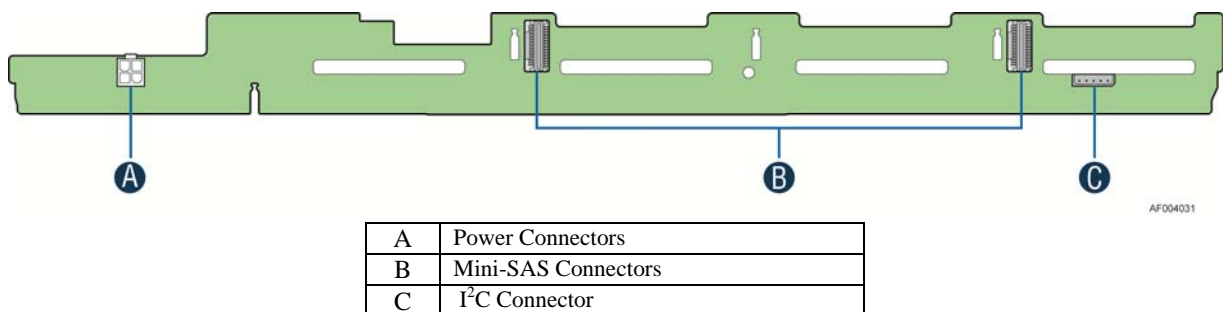 A B C
AF004031
A Power Connectors
B Mini-SAS Connectors
C I²C Connector